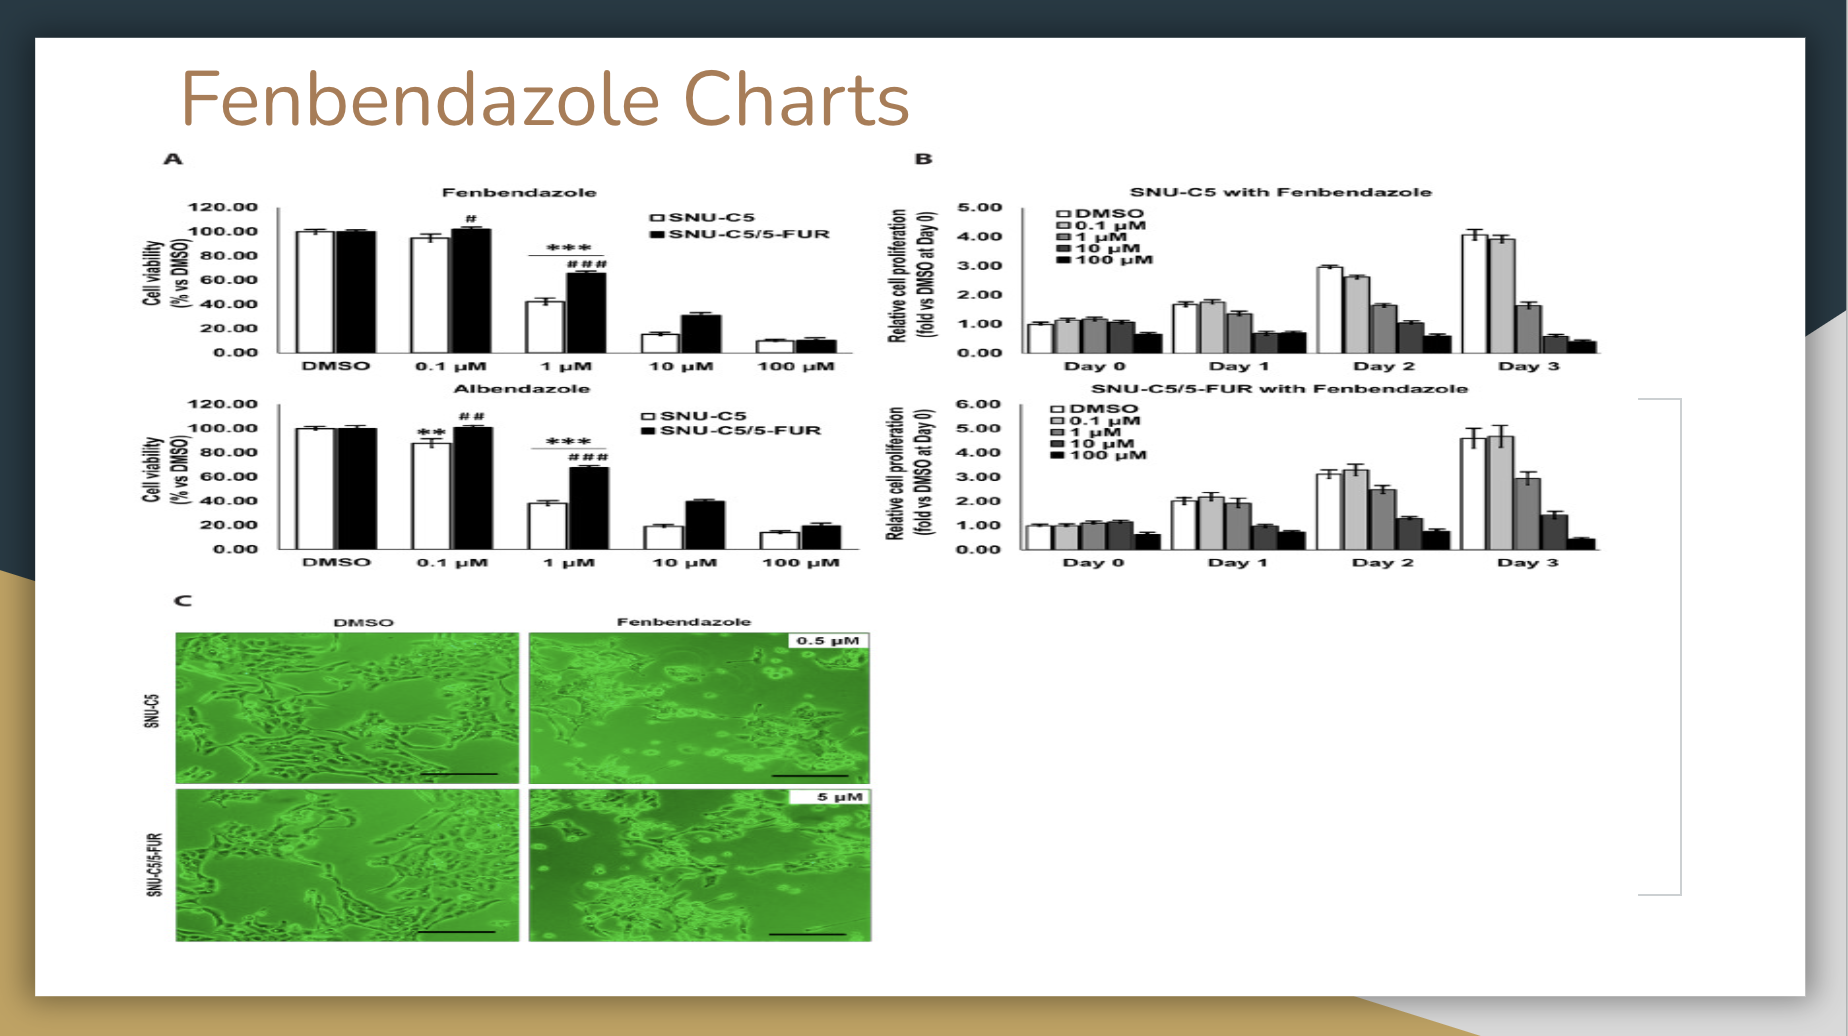 Fenbendazole Charts
A
Fenbendazole
Cell viability
(% vs DMSO)
120.00
100.00
80.00
60.00
40.00
20.00
0.00
SNU-C5
SNU-C5/5-FUR
#
***
###
DMSO 0.1 µM 1 µM 10 µM 100 µM
Albendazole
Cell viability
(% vs DMSO)
120.00
100.00
80.00
60.00
40.00
20.00
0.00
SNU-C5
SNU-C5/5-FUR
**
##
***
###
DMSO 0.1 µM 1 µM 10 µM 100 µM
B
SNU-C5 with Fenbendazole
Relative cell proliferation
(fold vs DMSO at Day 0)
5.00
4.00
3.00
2.00
1.00
0.00
DMSO
0.1 µM
1 µM
10 µM
100 µM
Day 0 Day 1 Day 2 Day 3
SNU-C5/5-FUR with Fenbendazole
Relative cell proliferation
(fold vs DMSO at Day 0)
6.00
5.00
4.00
3.00
2.00
1.00
0.00
DMSO
0.1 µM
1 µM
10 µM
100 µM
Day 0 Day 1 Day 2 Day 3
C
DMSO Fenbendazole
SNU-C5
0.5 µM
SNU-C5/5-FUR
5 µM